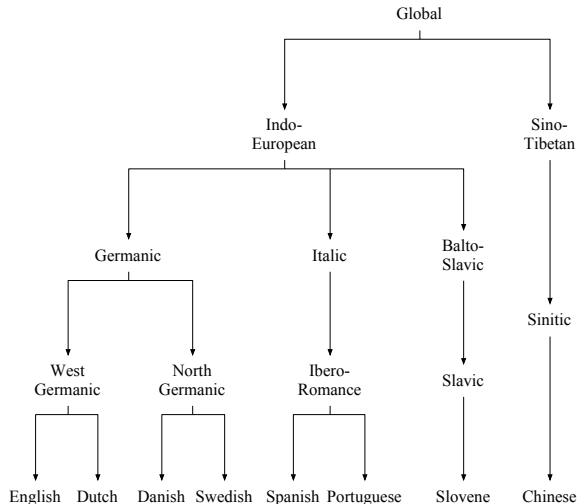 Global
Indo-
European
Sino-
Tibetan
Germanic
Italic
Balto-
Slavic
Sinitic
West
Germanic
North
Germanic
Ibero-
Romance
Slavic
English
Dutch
Danish
Swedish
Spanish
Portuguese
Slovene
Chinese